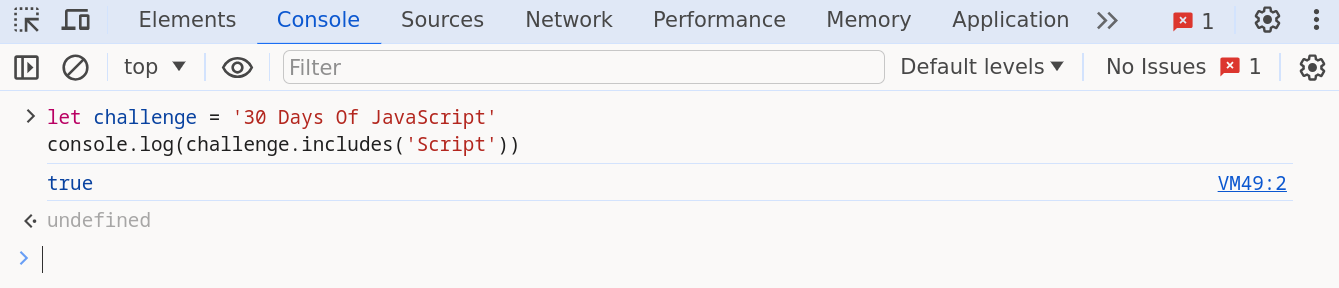 Elements Console Sources Network Performance Memory Application 1
top Filter Default levels No Issues 1
let challenge = '30 Days Of JavaScript'
console.log(challenge.includes('Script'))
true VM49:2
undefined